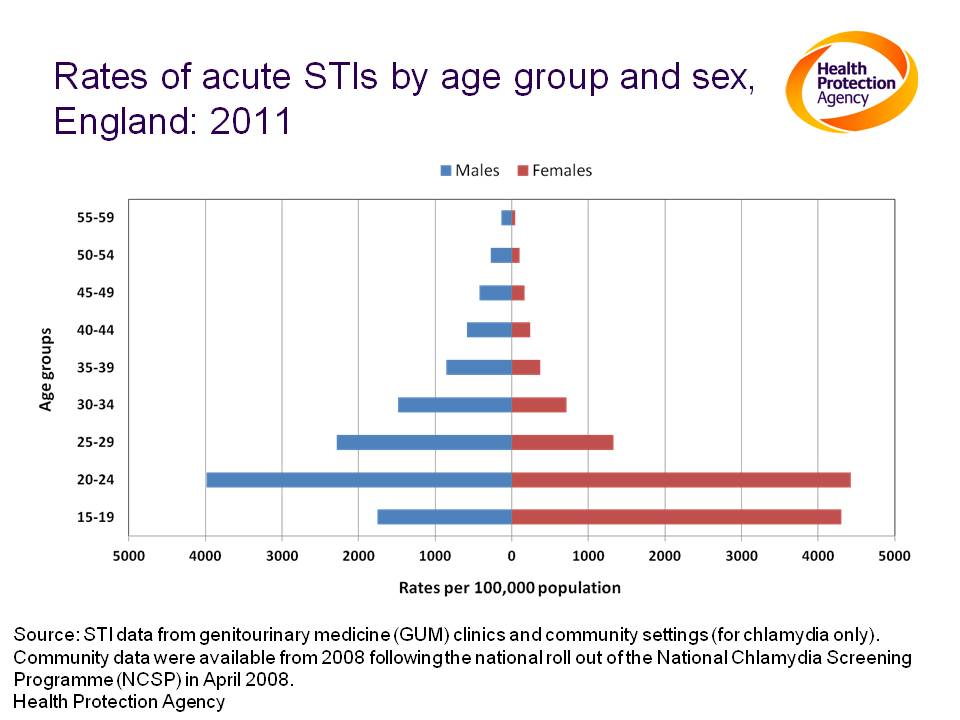 Rates of acute STIs by age group and sex,
England: 2011
Health
Protection
Agency
Males Females
55-59
50-54
45-49
40-44
35-39
30-34
25-29
20-24
15-19
Age groups
5000 4000 3000 2000 1000 0 1000 2000 3000 4000 5000
Rates per 100,000 population
Source: STI data from genitourinary medicine (GUM) clinics and community settings (for chlamydia only).
Community data were available from 2008 following the national roll out of the National Chlamydia Screening
Programme (NCSP) in April 2008.
Health Protection Agency